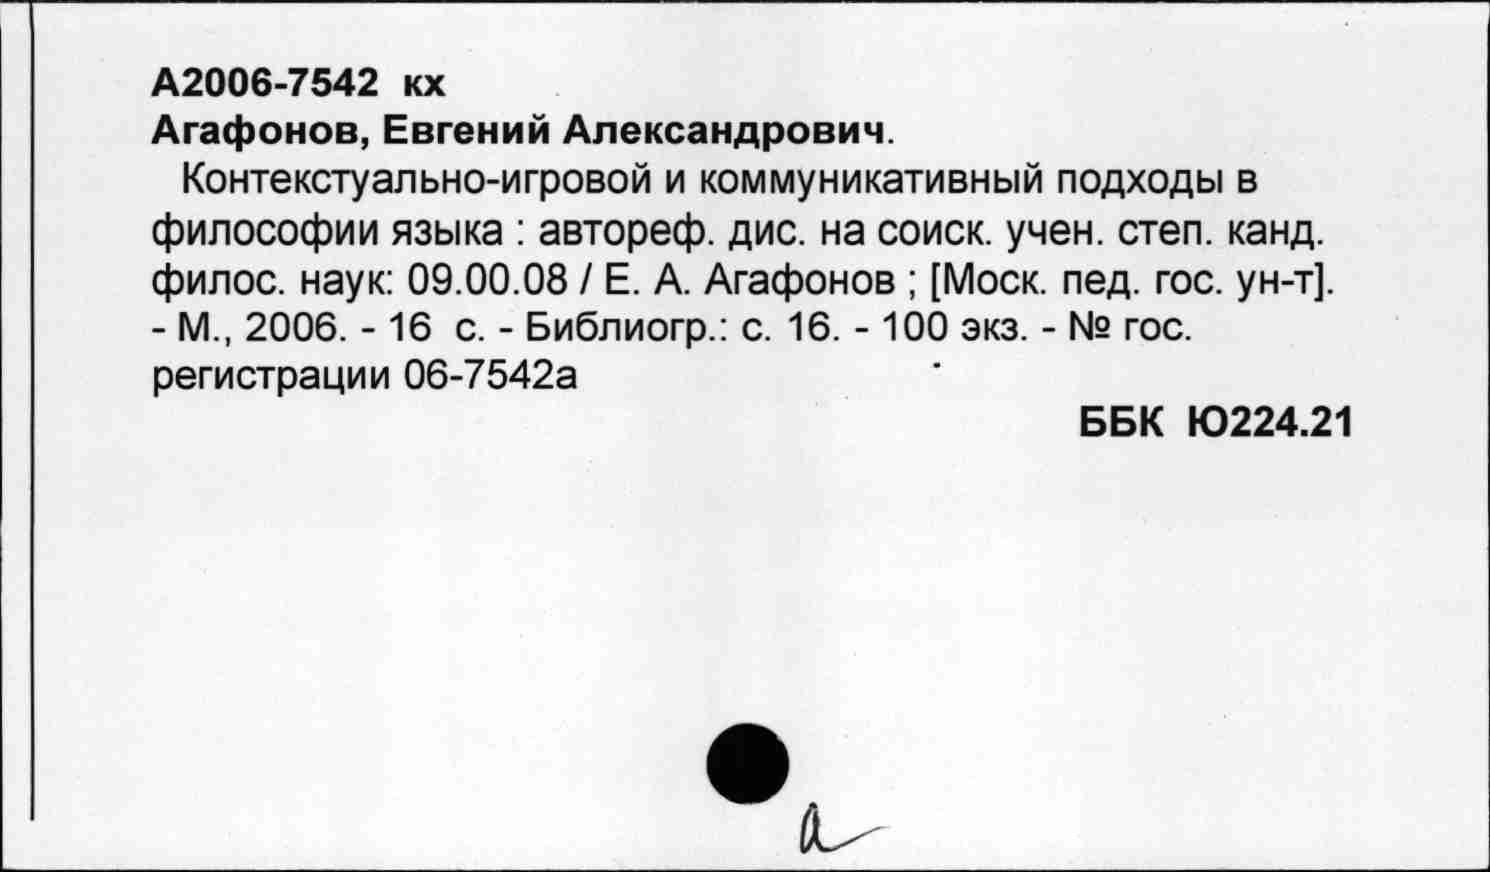 А2006-7542 кх
Агафонов, Евгений Александрович.
Контекстуально-игровой и коммуникативный подходы в
философии языка : автореф. дис. на соиск. учен. степ. канд.
филос. наук: 09.00.08 / Е. А. Агафонов ; [Моск. пед. гос. ун-т].
- М., 2006. - 16 с. - Библиогр.: с. 16. - 100 экз. - № гос.
регистрации 06-7542а
ББК Ю224.21
а